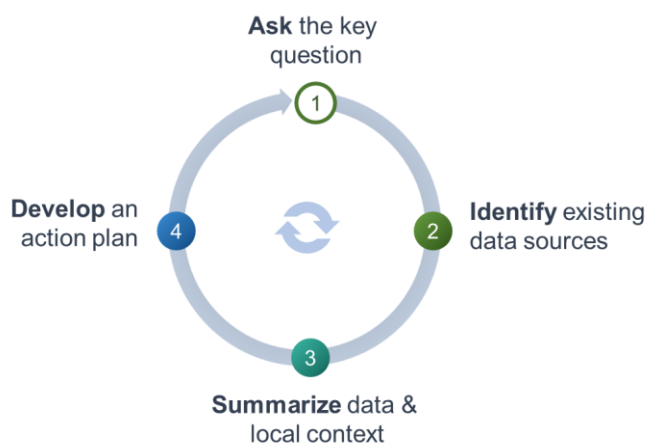 Ask the key
question
1
Identify existing
data sources
2
3
Summarize data &
local context
Develop an
action plan
4